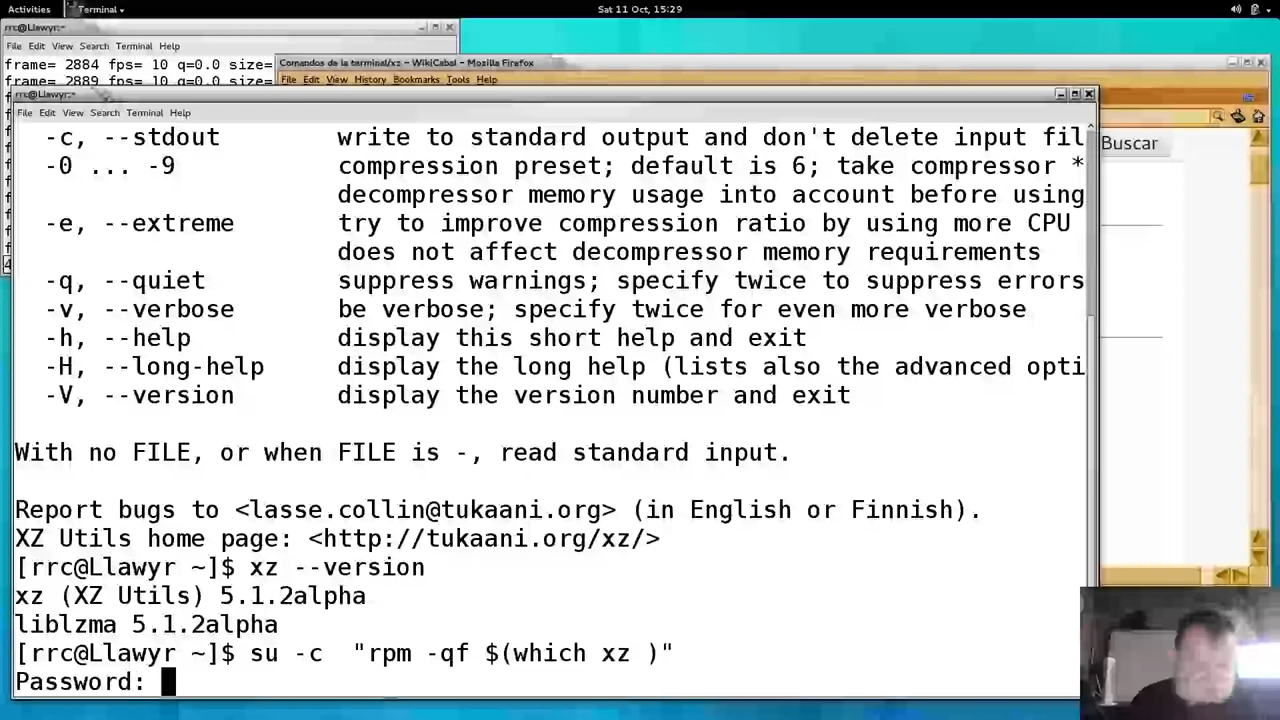 Activities
Terminal
Sat 11 Oct, 15:29
rrc@Llawyr:~
File Edit View Search Terminal Help
frame= 2884 fps= 10 q=0.0 size=
frame= 2889 fps= 10 q=0.0 size=
Comandos de la terminal/xz - WikiCabal - Mozilla Firefox
File Edit View History Bookmarks Tools Help
Buscar
rrc@Llawyr:~
File Edit View Search Terminal Help
-c, --stdout write to standard output and don't delete input fil
-0 ... -9 compression preset; default is 6; take compressor *
decompressor memory usage into account before using
-e, --extreme try to improve compression ratio by using more CPU
does not affect decompressor memory requirements
-q, --quiet suppress warnings; specify twice to suppress errors
-v, --verbose be verbose; specify twice for even more verbose
-h, --help display this short help and exit
-H, --long-help display the long help (lists also the advanced opti
-V, --version display the version number and exit
With no FILE, or when FILE is -, read standard input.
Report bugs to <lasse.collin@tukaani.org> (in English or Finnish).
XZ Utils home page: <http://tukaani.org/xz/>
[rrc@Llawyr ~]$ xz --version
xz (XZ Utils) 5.1.2alpha
liblzma 5.1.2alpha
[rrc@Llawyr ~]$ su -c  "rpm -qf $(which xz )"
Password: